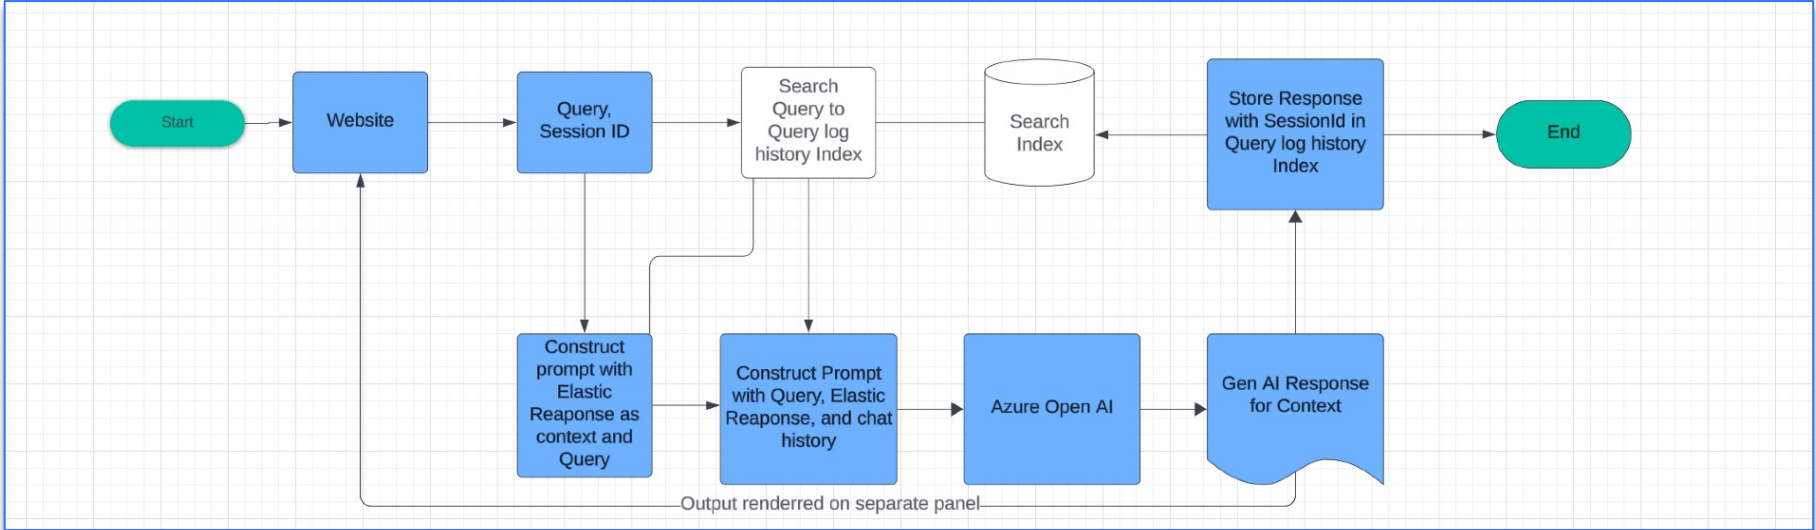 Start
Website
Query,
Session ID
Search
Query to
Query log
history Index
Search
Index
Store Response
with SessionId in
Query log history
Index
End
Construct
prompt with
Elastic
Reaponse as
context and
Query
Construct Prompt
with Query, Elastic
Reaponse, and chat
history
Azure Open AI
Gen AI Response
for Context
Output renderred on separate panel